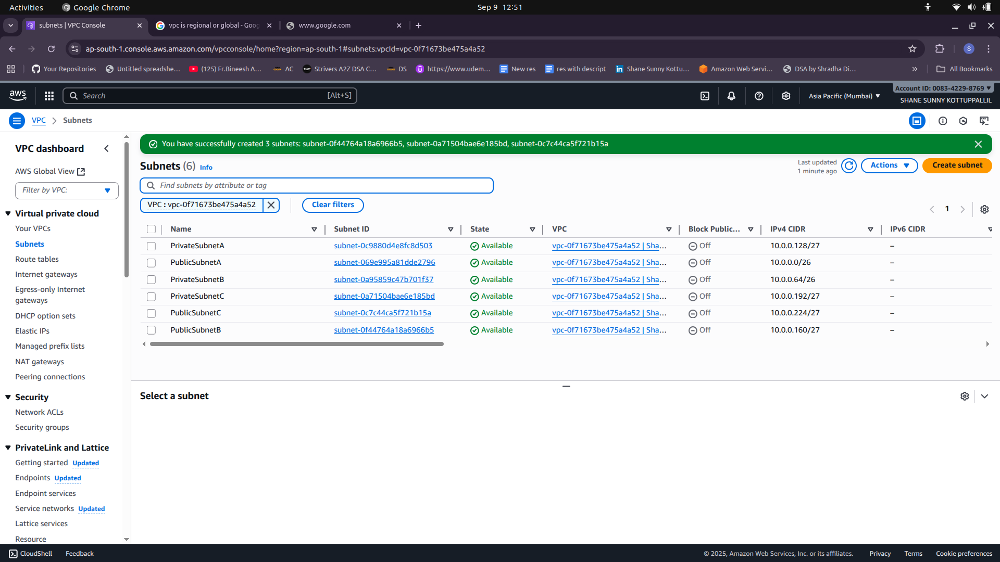 Activities
Google Chrome
Sep 9 12:51
subnets | VPC Console
vpc is regional or global - Goog
www.google.com
ap-south-1.console.aws.amazon.com/vpcconsole/home?region=ap-south-1#subnets:vpcId=vpc-0f71673be475a4a52
S
Your Repositories
Untitled spreadshe...
(125) Fr.Bineesh A...
AC
Strivers A2Z DSA C...
DS
https://www.udem...
New res
res with descript
Linkedin Shane Sunny Kottu...
Amazon Web Servi...
DSA by Shradha Di...
All Bookmarks
aws
Search
[Alt+S]
Asia Pacific (Mumbai)
Account ID: 0083-4229-8769
SHANE SUNNY KOTTUPPALLIL
VPC
Subnets
VPC dashboard
AWS Global View
Filter by VPC:
Virtual private cloud
Your VPCs
Subnets
Route tables
Internet gateways
Egress-only Internet
gateways
DHCP option sets
Elastic IPs
Managed prefix lists
NAT gateways
Peering connections
Security
Network ACLs
Security groups
PrivateLink and Lattice
Getting started Updated
Endpoints Updated
Endpoint services
Service networks Updated
Lattice services
Resource
You have successfully created 3 subnets: subnet-0f44764a18a6966b5, subnet-0a71504bae6e185bd, subnet-0c7c44ca5f721b15a
Subnets (6) Info
Last updated
1 minute ago
Actions
Create subnet
Find subnets by attribute or tag
VPC : vpc-0f71673be475a4a52
Clear filters
1
Name Subnet ID State VPC Block Public... IPv4 CIDR IPv6 CIDR
PrivateSubnetA subnet-0c9880d4e8fc8d503 Available vpc-0f71673be475a4a52 | Sha... Off 10.0.0.128/27 –
PublicSubnetA subnet-069e995a81dde2796 Available vpc-0f71673be475a4a52 | Sha... Off 10.0.0.0/26 –
PrivateSubnetB subnet-0a95859c47b701f37 Available vpc-0f71673be475a4a52 | Sha... Off 10.0.0.64/26 –
PrivateSubnetC subnet-0a71504bae6e185bd Available vpc-0f71673be475a4a52 | Sha... Off 10.0.0.192/27 –
PublicSubnetC subnet-0c7c44ca5f721b15a Available vpc-0f71673be475a4a52 | Sha... Off 10.0.0.224/27 –
PublicSubnetB subnet-0f44764a18a6966b5 Available vpc-0f71673be475a4a52 | Sha... Off 10.0.0.160/27 –
Select a subnet
CloudShell
Feedback
© 2025, Amazon Web Services, Inc. or its affiliates.
Privacy
Terms
Cookie preferences